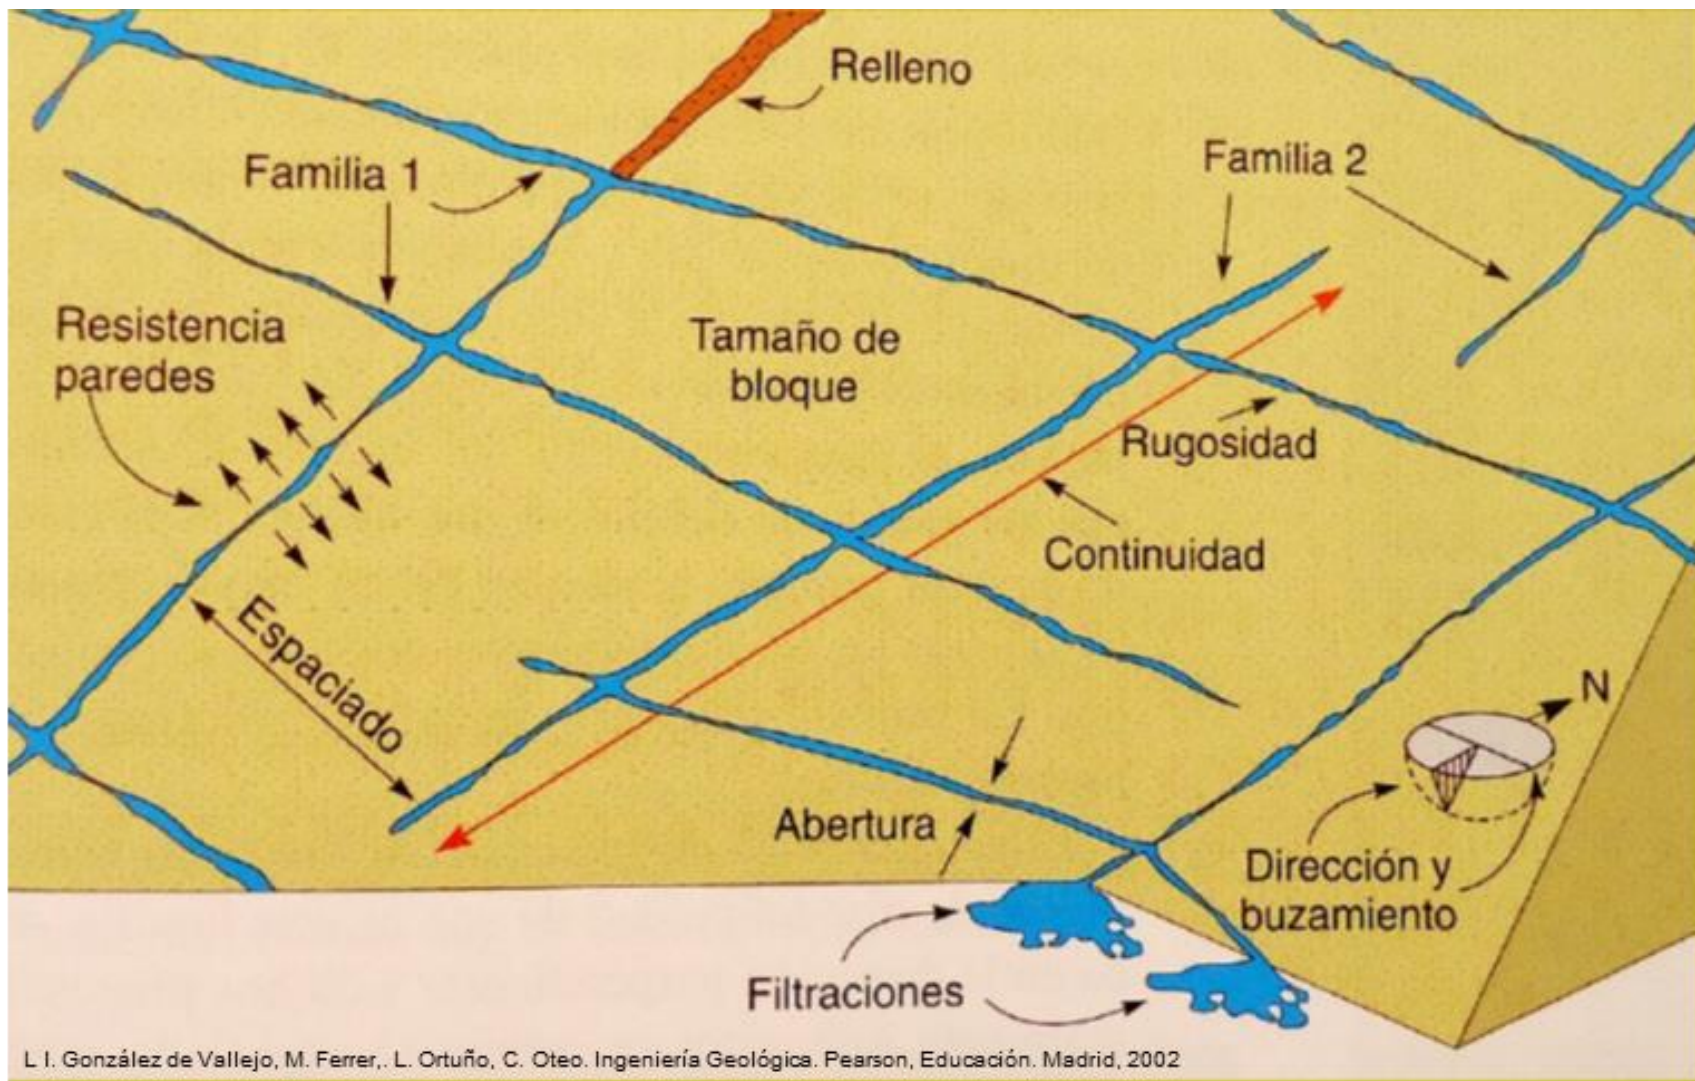 Relleno
Familia 1
Familia 2
Resistencia
paredes
Tamaño de
bloque
Rugosidad
Continuidad
Espaciado
N
Abertura
Dirección y
buzamiento
Filtraciones
L I. González de Vallejo, M. Ferrer,. L. Ortuño, C. Oteo. Ingeniería Geológica. Pearson, Educación. Madrid, 2002